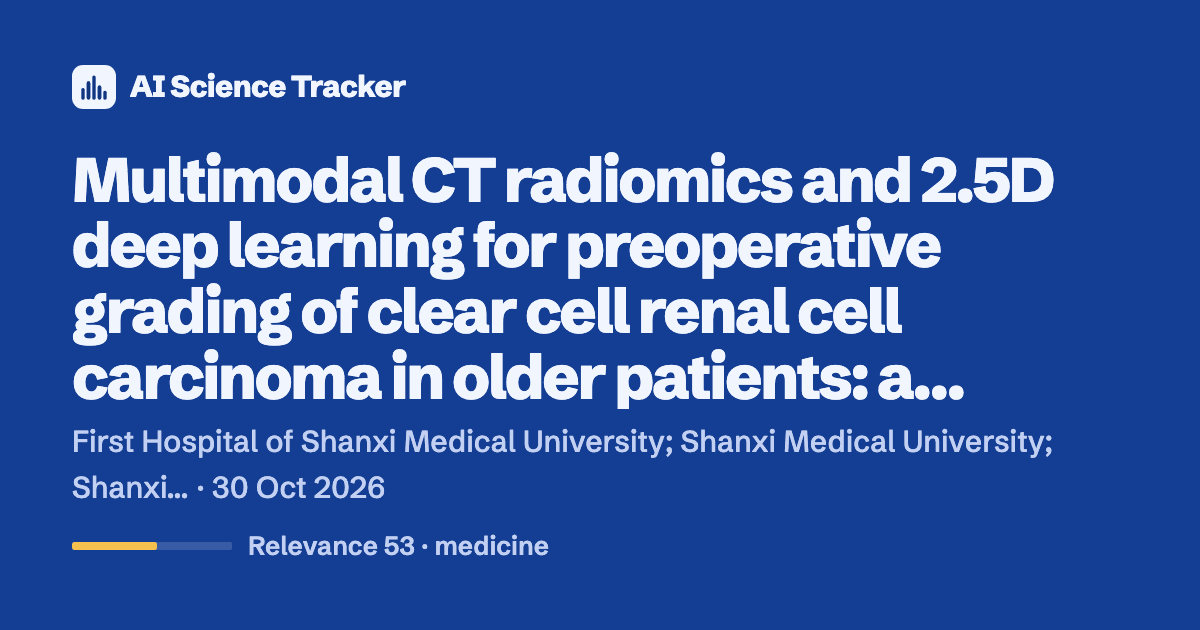 AI Science Tracker
Multimodal CT radiomics and 2.5D
deep learning for preoperative
grading of clear cell renal cell
carcinoma in older patients: a...
First Hospital of Shanxi Medical University; Shanxi Medical University;
Shanxi... · 30 Oct 2026
Relevance 53 · medicine